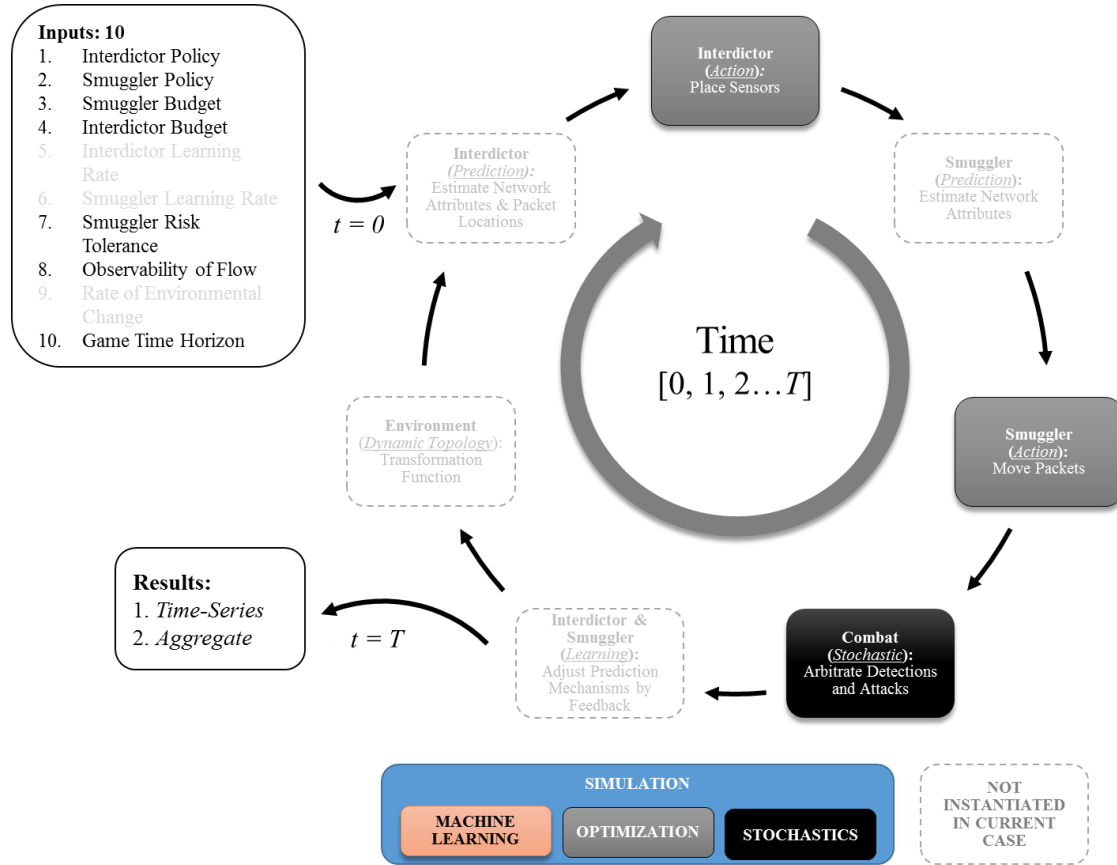 Inputs: 10
1. Interdictor Policy
2. Smuggler Policy
3. Smuggler Budget
4. Interdictor Budget
5. Interdictor Learning
Rate
6. Smuggler Learning Rate
7. Smuggler Risk
Tolerance
8. Observability of Flow
9. Rate of Environmental
Change
10. Game Time Horizon
t = 0
Interdictor
(Prediction):
Estimate Network
Attributes & Packet
Locations
Interdictor
(Action):
Place Sensors
Smuggler
(Prediction):
Estimate Network
Attributes
Time
[0, 1, 2…T]
Smuggler
(Action):
Move Packets
Environment
(Dynamic Topology):
Transformation
Function
Results:
1. Time-Series
2. Aggregate
t = T
Interdictor &
Smuggler
(Learning):
Adjust Prediction
Mechanisms by
Feedback
Combat
(Stochastic):
Arbitrate Detections
and Attacks
SIMULATION
MACHINE
LEARNING
OPTIMIZATION
STOCHASTICS
NOT
INSTANTIATED
IN CURRENT
CASE